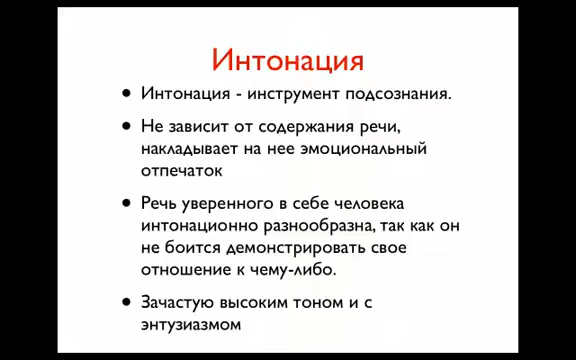 Интонация
• Интонация - инструмент подсознания.
• Не зависит от содержания речи,
накладывает на нее эмоциональный
отпечаток
• Речь уверенного в себе человека
интонационно разнообразна, так как он
не боится демонстрировать свое
отношение к чему-либо.
• Зачастую высоким тоном и с
энтузиазмом